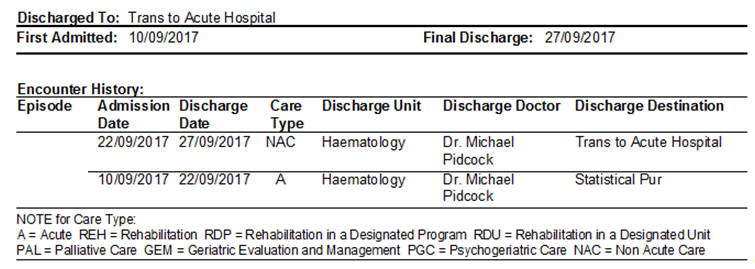 Discharged To: Trans to Acute Hospital
First Admitted: 10/09/2017 Final Discharge: 27/09/2017
Encounter History:
Episode Admission Date Discharge Date Care Type Discharge Unit Discharge Doctor Discharge Destination
22/09/2017 27/09/2017 NAC Haematology Dr. Michael Pidcock Trans to Acute Hospital
10/09/2017 22/09/2017 A Haematology Dr. Michael Pidcock Statistical Pur
NOTE for Care Type:
A = Acute REH = Rehabilitation RDP = Rehabilitation in a Designated Program RDU = Rehabilitation in a Designated Unit
PAL = Palliative Care GEM = Geriatric Evaluation and Management PGC = Psychogeriatric Care NAC = Non Acute Care